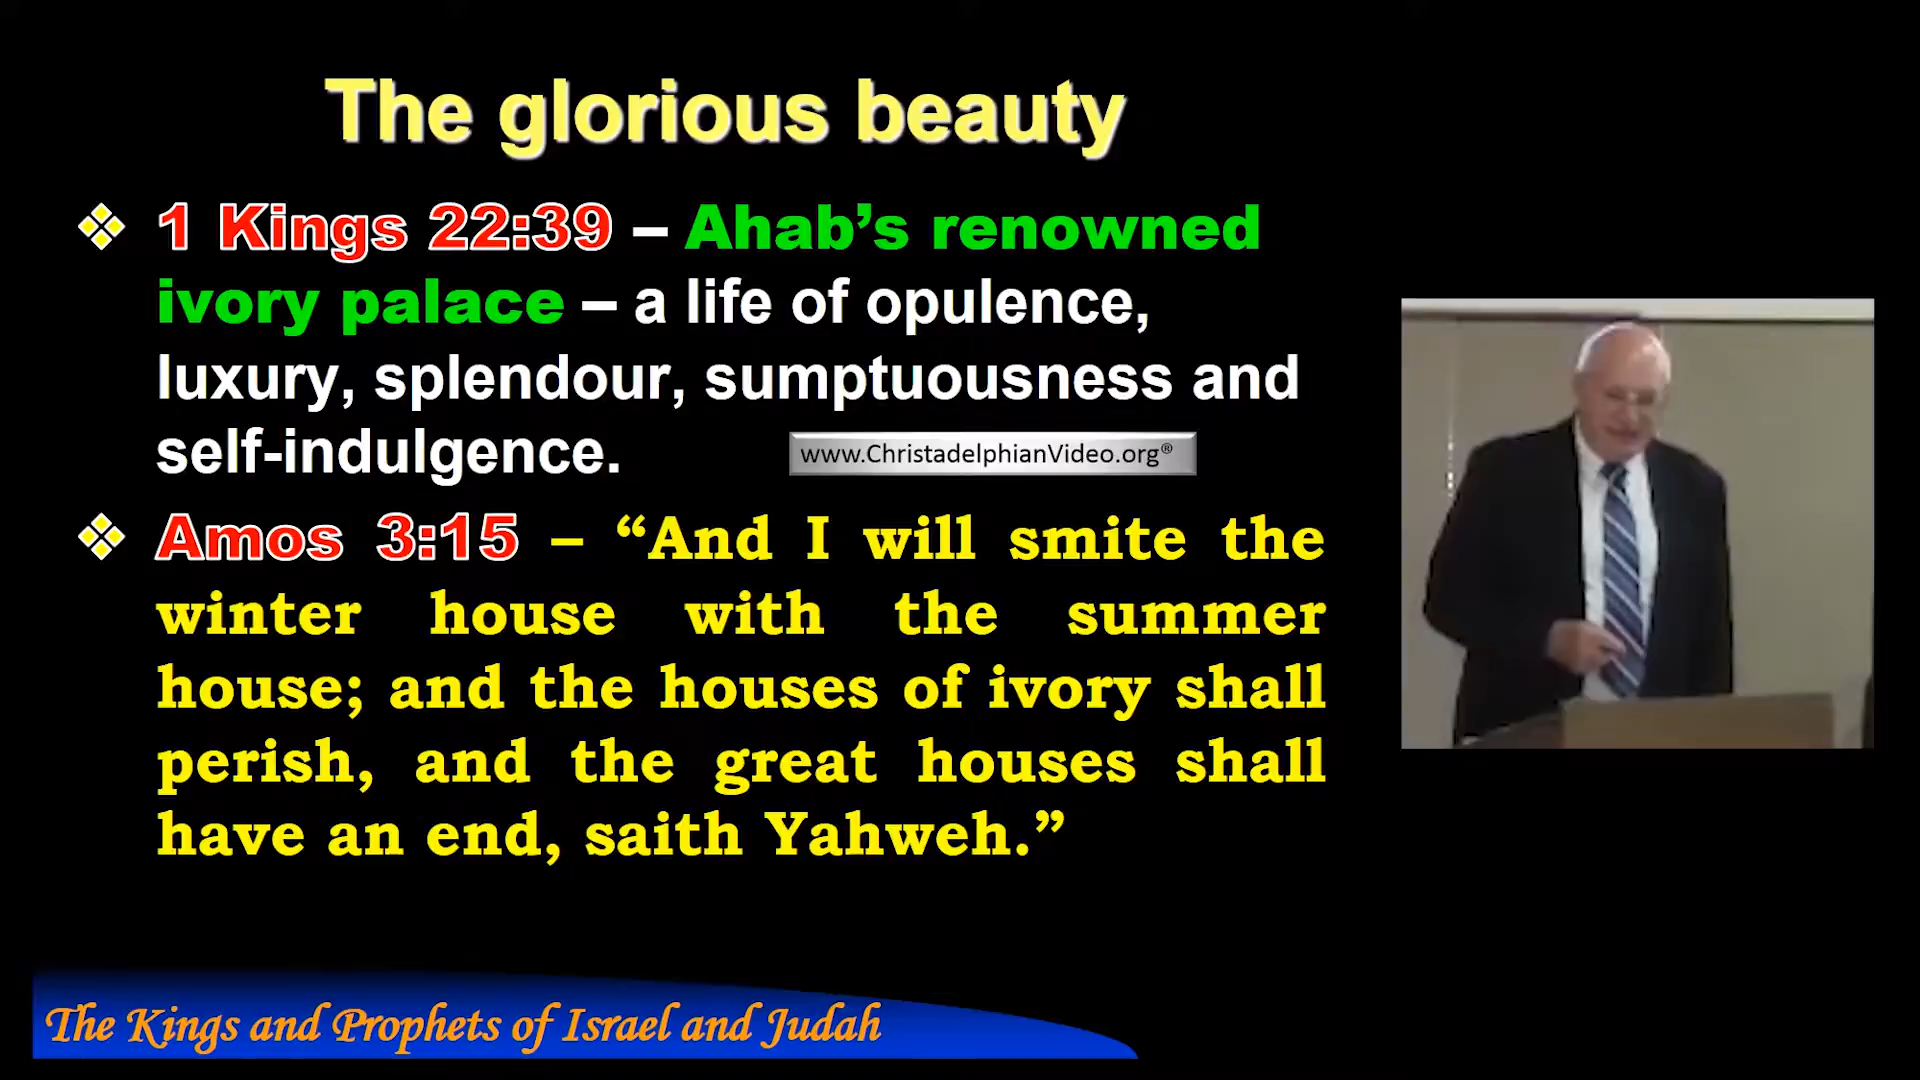 The glorious beauty
1 Kings 22:39 – Ahab’s renowned
ivory palace – a life of opulence,
luxury, splendour, sumptuousness and
self-indulgence.
www.ChristadelphianVideo.org®
Amos 3:15 – “And I will smite the
winter house with the summer
house; and the houses of ivory shall
perish, and the great houses shall
have an end, saith Yahweh.”
The Kings and Prophets of Israel and Judah